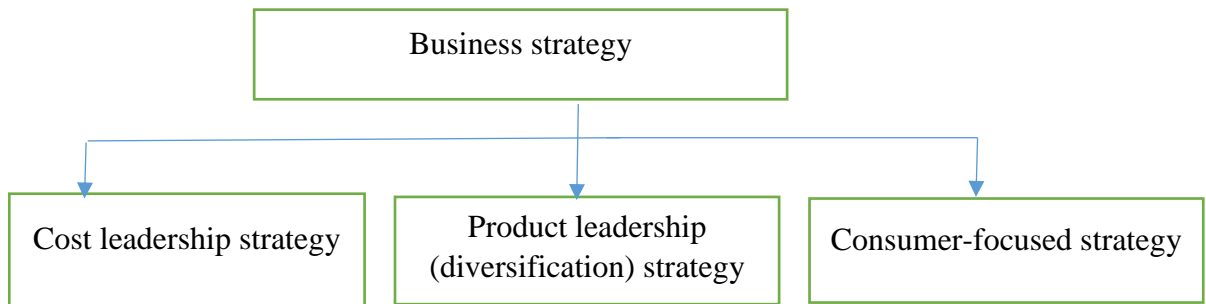 Business strategy
Cost leadership strategy
Product leadership
(diversification) strategy
Consumer-focused strategy